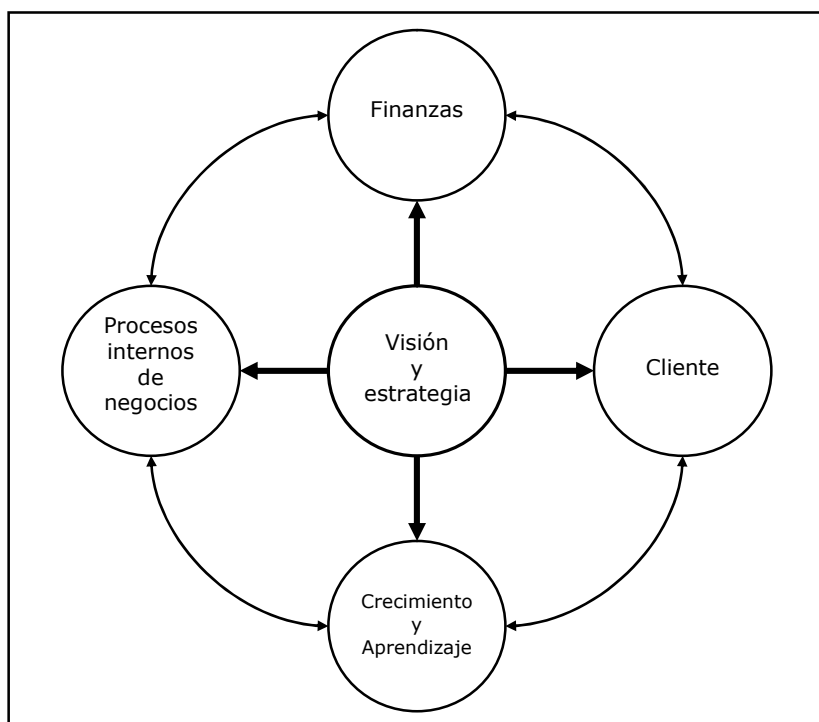 Finanzas
Procesos
internos
de
negocios
Visión
y
estrategia
Cliente
Crecimiento
y
Aprendizaje